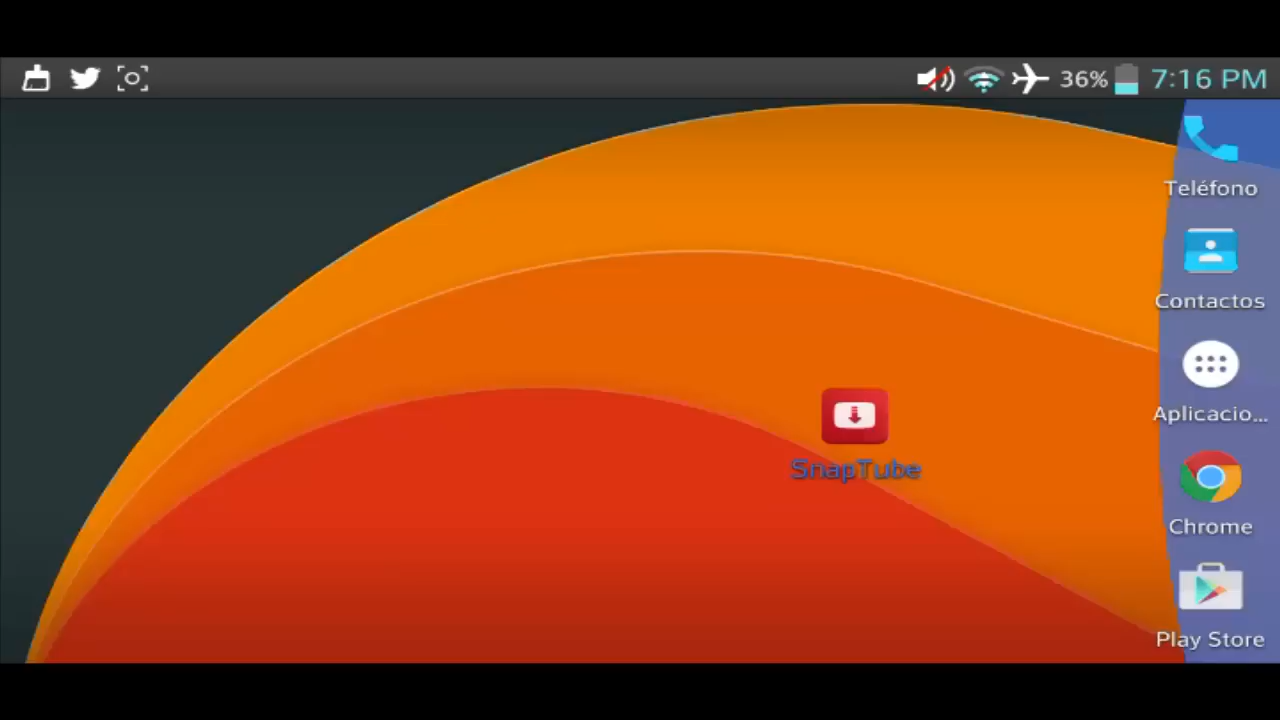 36% 7:16 PM
Teléfono
Contactos
Aplicacio...
SnapTube
Chrome
Play Store